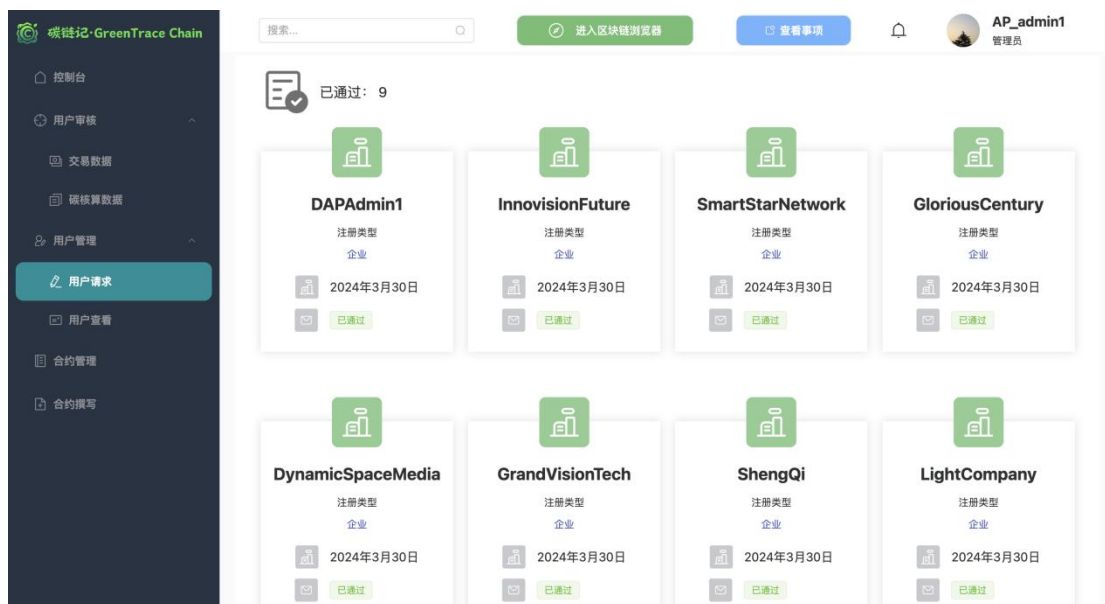 碳链记·GreenTrace Chain
搜索...
进入区块链浏览器
查看事项
AP_admin1
管理员
控制台
用户审核
交易数据
碳核算数据
用户管理
用户请求
用户查看
合约管理
合约撰写
已通过： 9
DAPAdmin1 InnovisionFuture SmartStarNetwork GloriousCentury
注册类型 注册类型 注册类型 注册类型
企业 企业 企业 企业
2024年3月30日 2024年3月30日 2024年3月30日 2024年3月30日
已通过 已通过 已通过 已通过
DynamicSpaceMedia GrandVisionTech ShengQi LightCompany
注册类型 注册类型 注册类型 注册类型
企业 企业 企业 企业
2024年3月30日 2024年3月30日 2024年3月30日 2024年3月30日
已通过 已通过 已通过 已通过